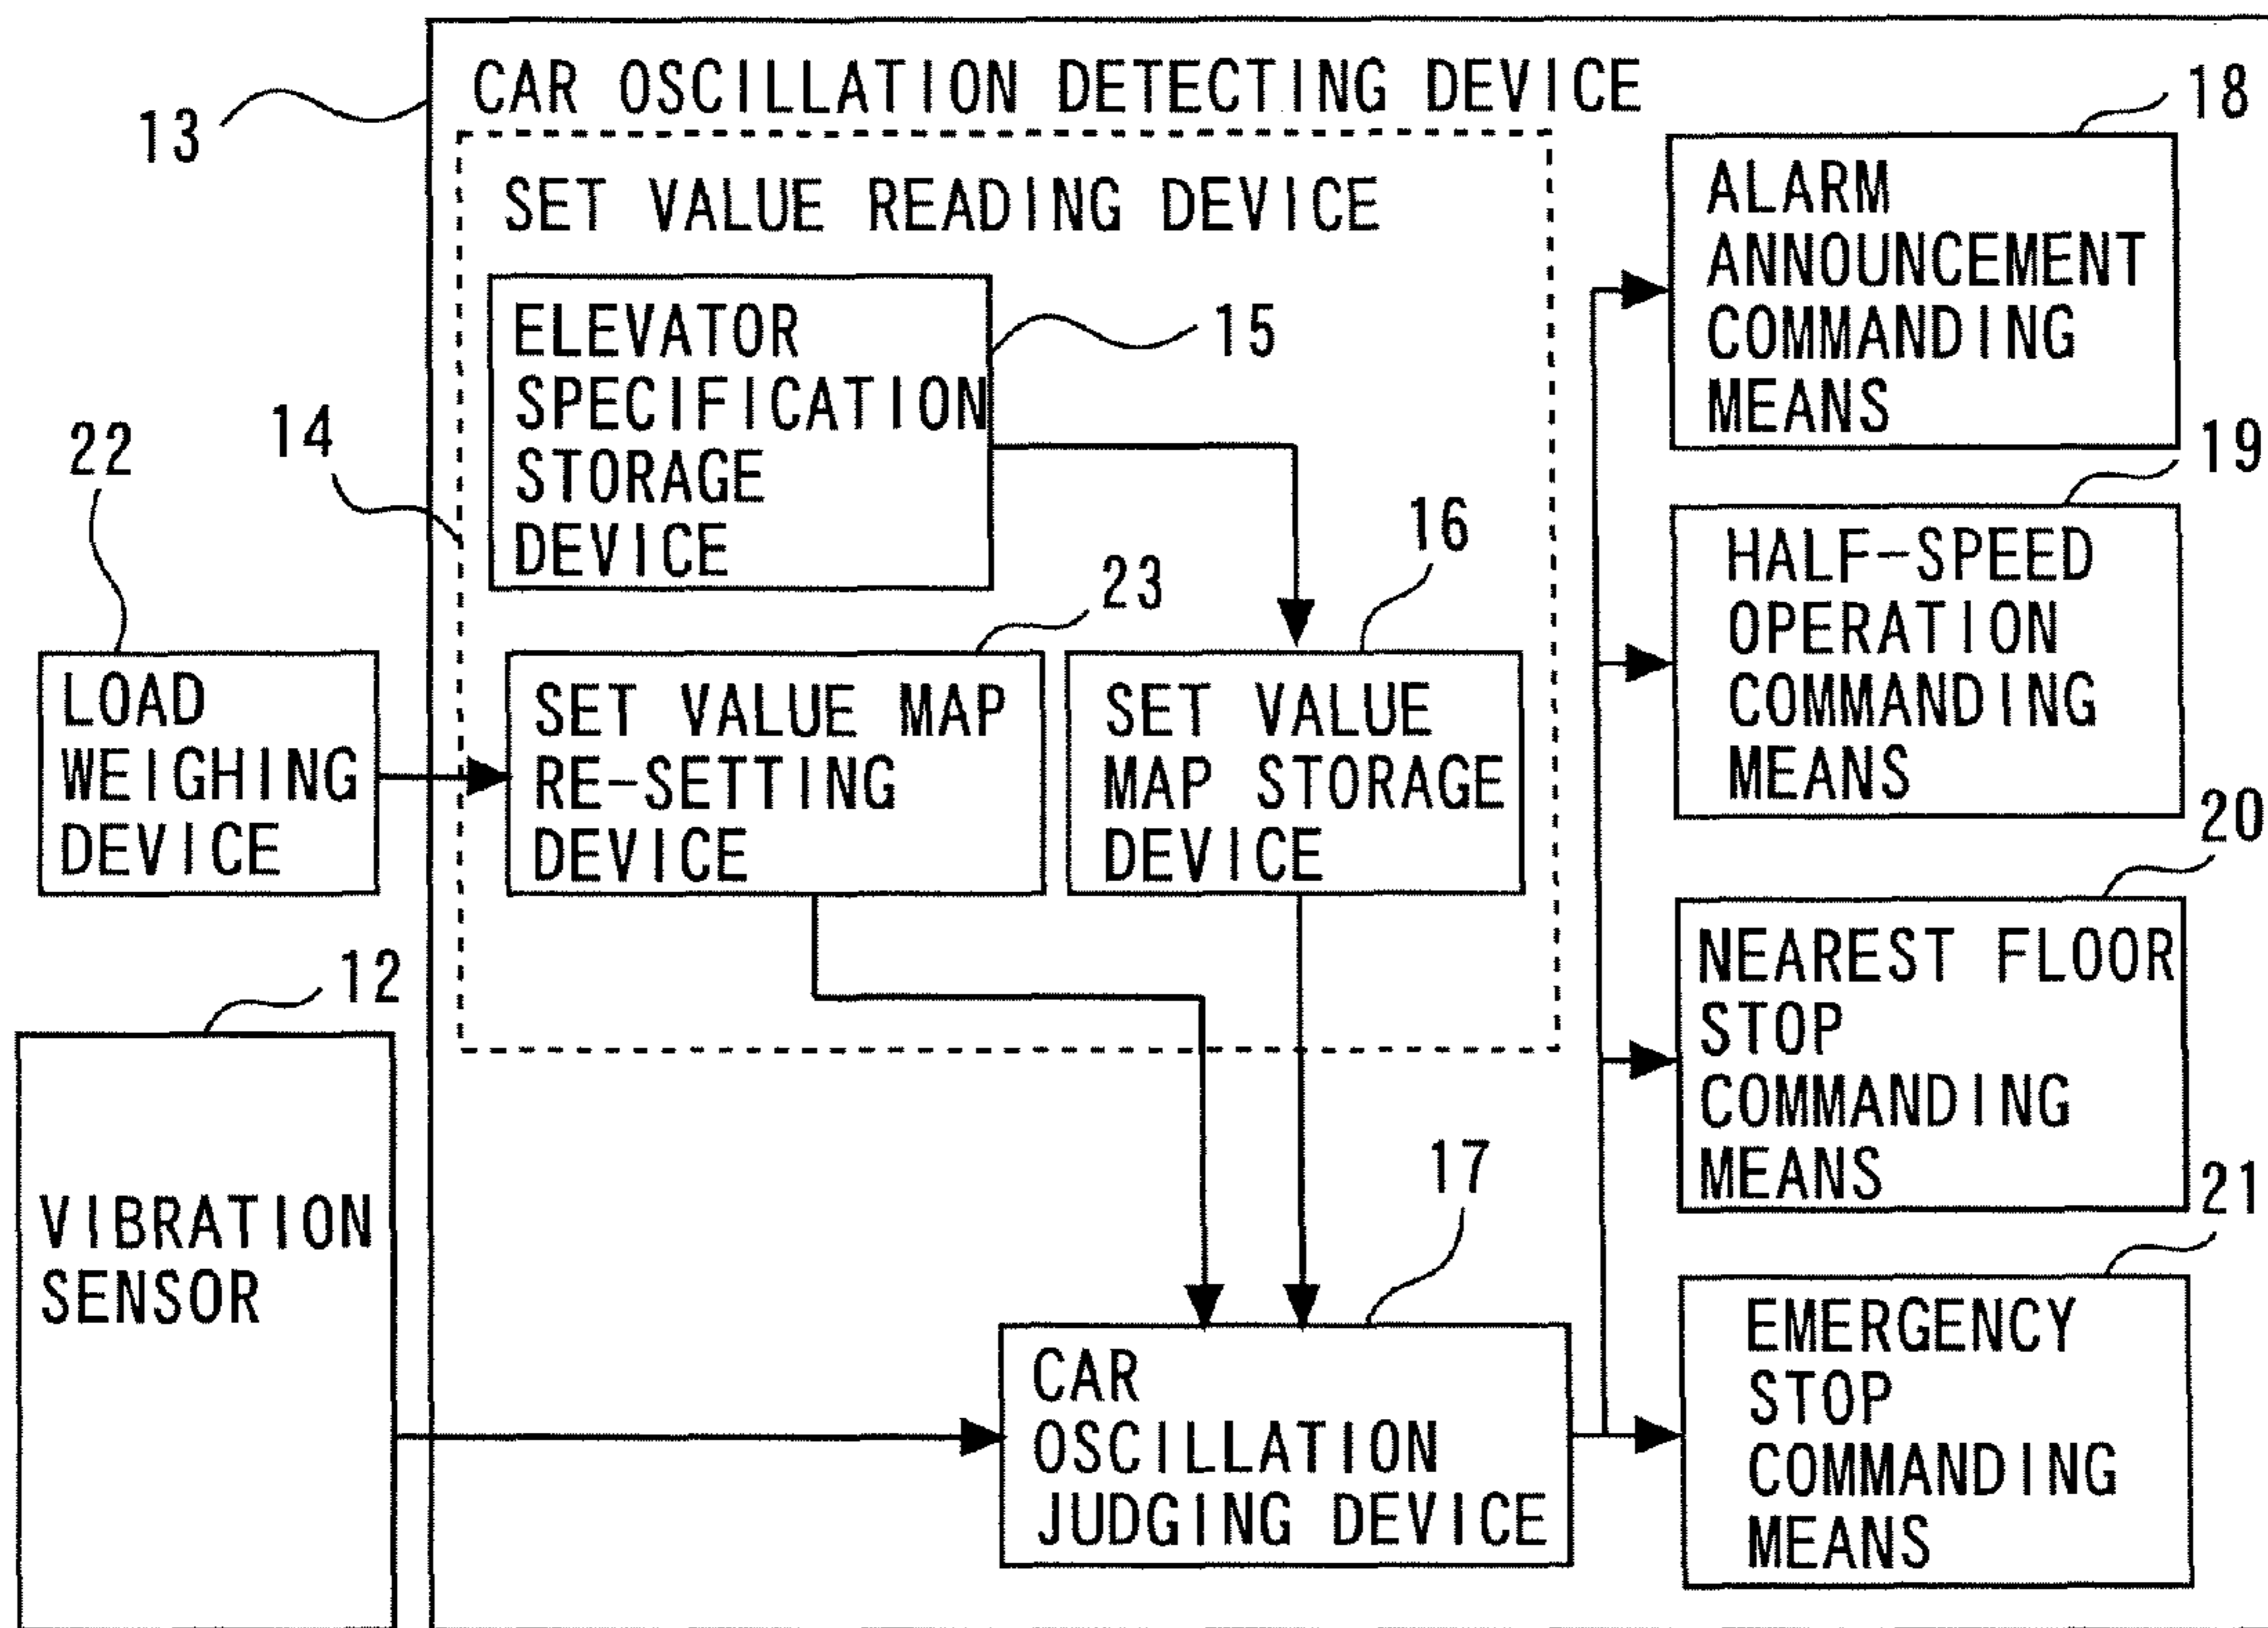 CAR OSCILLATION DETECTING DEVICE
13
SET VALUE READING DEVICE
14
ELEVATOR
SPECIFICATION
STORAGE
DEVICE
15
22
LOAD
WEIGHING
DEVICE
SET VALUE MAP
RE-SETTING
DEVICE
23
SET VALUE
MAP STORAGE
DEVICE
16
12
VIBRATION
SENSOR
17
CAR
OSCILLATION
JUDGING DEVICE
18
ALARM
ANNOUNCEMENT
COMMANDING
MEANS
19
HALF-SPEED
OPERATION
COMMANDING
MEANS
20
NEAREST FLOOR
STOP
COMMANDING
MEANS
21
EMERGENCY
STOP
COMMANDING
MEANS